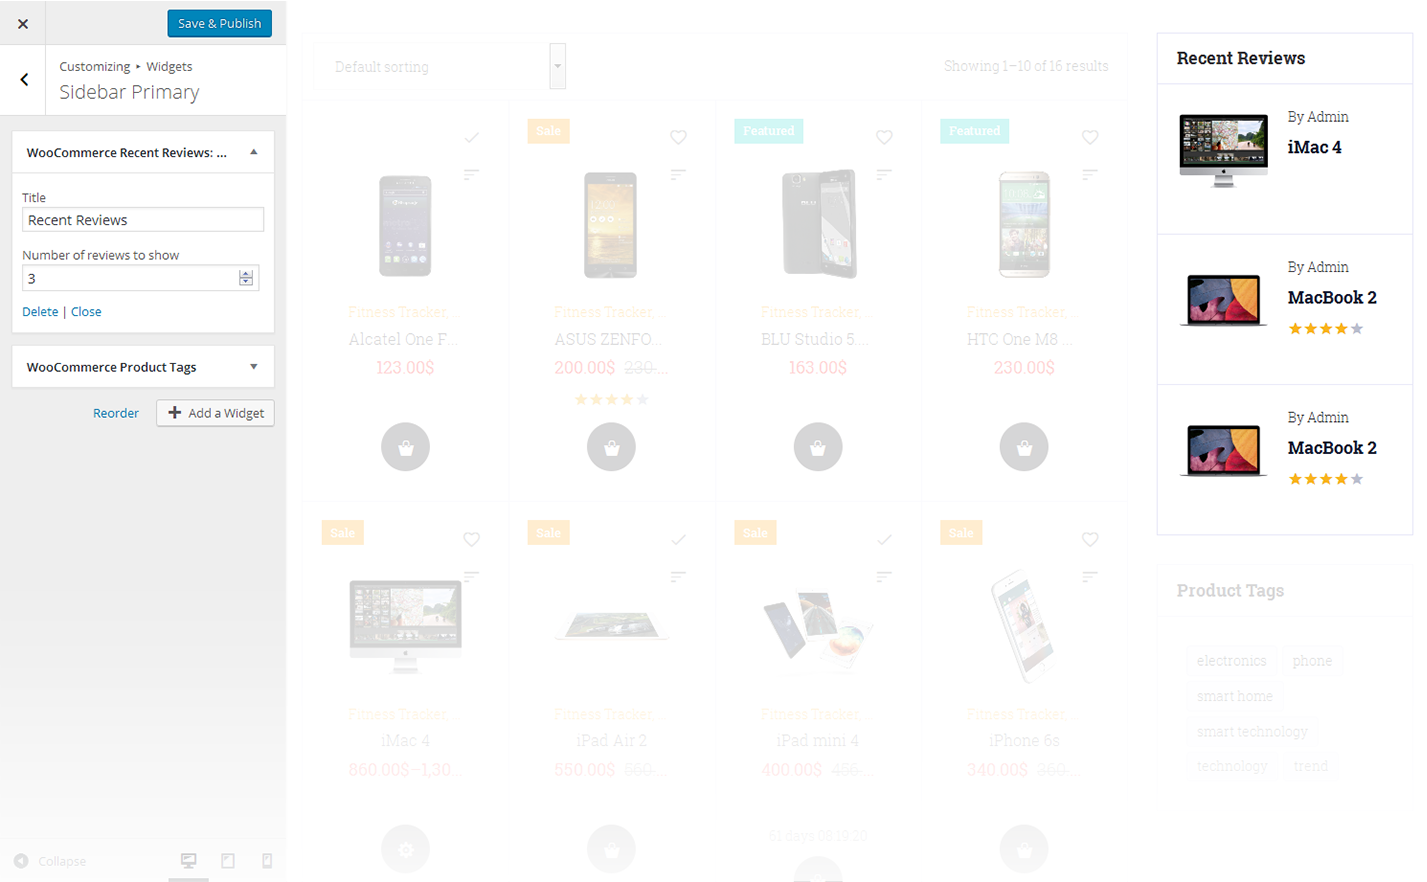 Save & Publish
Customizing ▸ Widgets
Sidebar Primary
WooCommerce Recent Reviews: ...
Title
Recent Reviews
Number of reviews to show
3
Delete | Close
WooCommerce Product Tags
Reorder
Add a Widget
Collapse
Default sorting
Showing 1–10 of 16 results
Sale
Featured
Featured
Fitness Tracker, ...
Fitness Tracker, ...
Fitness Tracker, ...
Fitness Tracker, ...
Alcatel One F...
ASUS ZENFO...
BLU Studio 5....
HTC One M8 ...
123.00$
200.00$ 230 ...
163.00$
230.00$
Sale
Sale
Sale
Sale
Fitness Tracker, ...
Fitness Tracker, ...
Fitness Tracker, ...
Fitness Tracker, ...
iMac 4
iPad Air 2
iPad mini 4
iPhone 6s
860.00$–1,30...
550.00$ 560 ...
400.00$ 456 ...
340.00$ 360 ...
61 days 08:19:20
Recent Reviews
By Admin
iMac 4
By Admin
MacBook 2
By Admin
MacBook 2
Product Tags
electronics
phone
smart home
smart technology
technology
trend